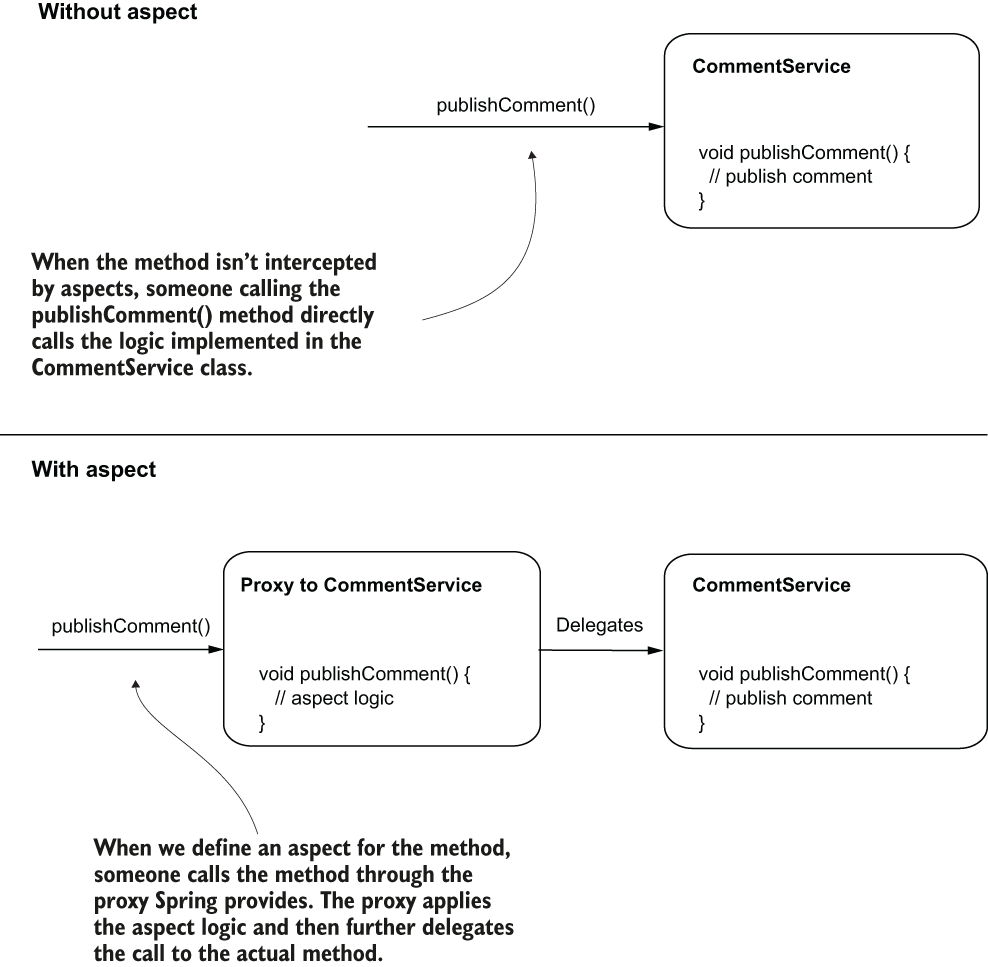 Without aspect
CommentService
publishComment()
void publishComment() {
// publish comment
}
When the method isn’t intercepted
by aspects, someone calling the
publishComment() method directly
calls the logic implemented in the
CommentService class.
With aspect
Proxy to CommentService
CommentService
publishComment()
Delegates
void publishComment() {
// aspect logic
}
void publishComment() {
// publish comment
}
When we define an aspect for the method,
someone calls the method through the
proxy Spring provides. The proxy applies
the aspect logic and then further delegates
the call to the actual method.